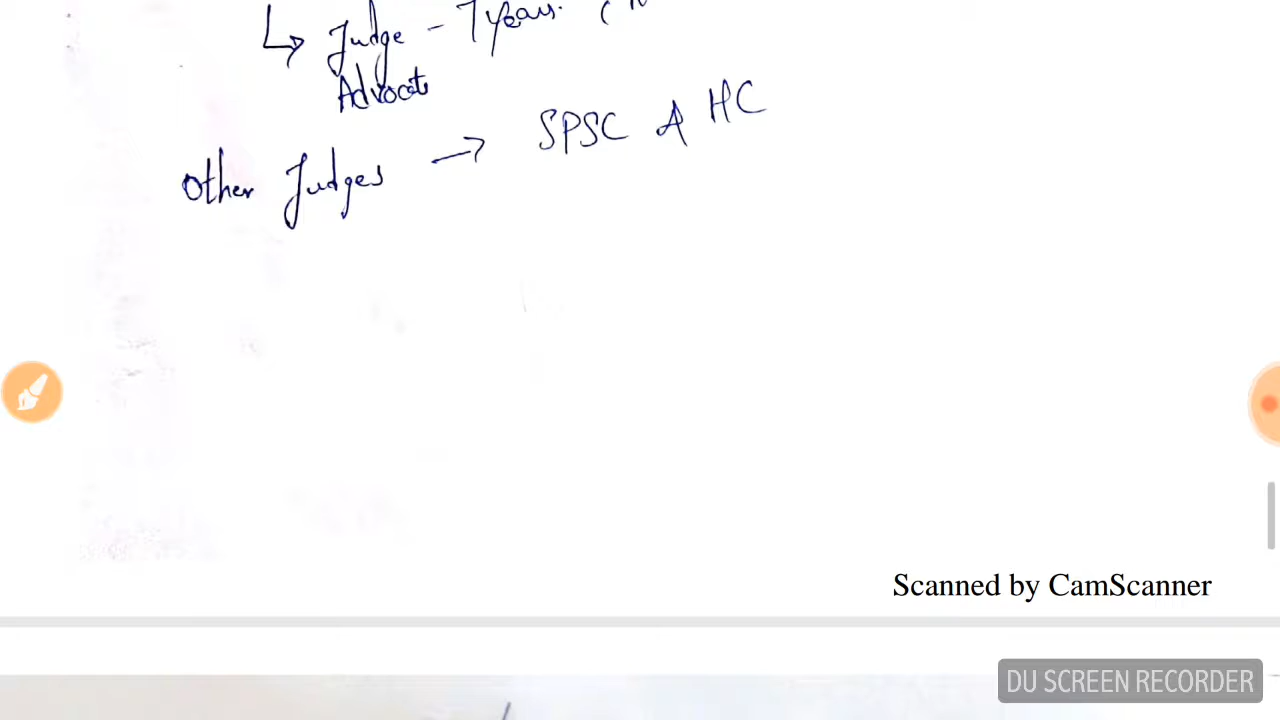 ↳ Judge - 7 years. (
Advocate
Other Judges → SPSC & HC
Scanned by CamScanner
DU SCREEN RECORDER